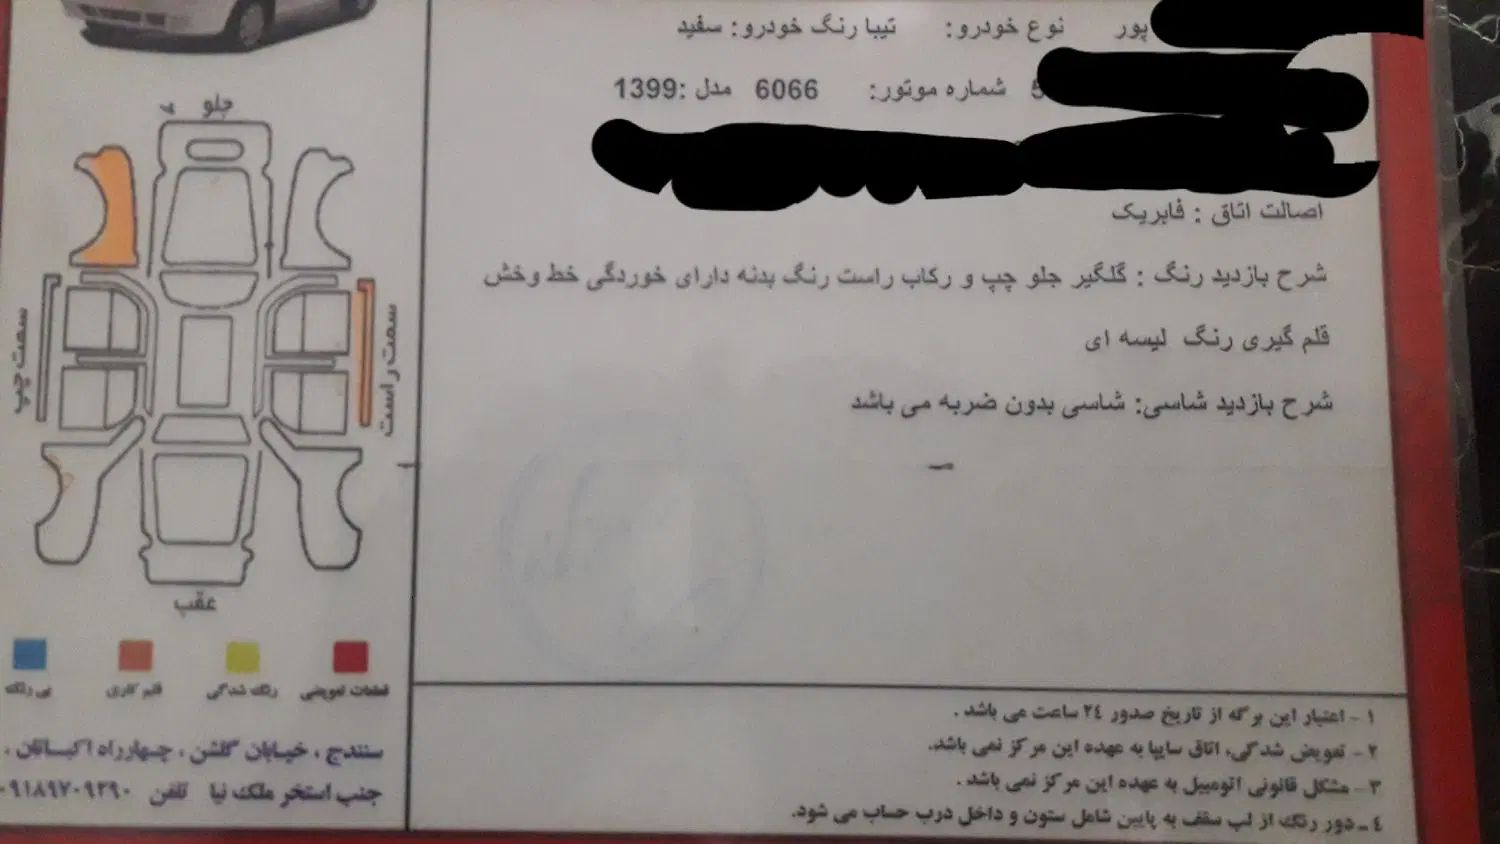 پور نوع خودرو: تیبا رنگ خودرو: سفید
5 شماره موتور: 6066 مدل :1399
اصالت اتاق : فابریک
شرح بازدید رنگ : گلگیر جلو چپ و رکاب راست رنگ بدنه دارای خوردگی خط وخش
قلم گیری رنگ لیسه ای
شرح بازدید شاسی: شاسی بدون ضربه می باشد
۱ - اعتبار این برگه از تاریخ صدور ۲۴ ساعت می باشد .
۲ - تعویض شدگی، اتاق سایپا به عهده این مرکز نمی باشد.
۳ - مشکل قانونی اتومبیل به عهده این مرکز نمی باشد .
۴ - دور رنگ از لب سقف به پایین شامل ستون و داخل درب حساب می شود.
جلو
سمت چپ
سمت راست
عقب
قطعات تعویضی رنگ شدگی قلم کاری بی رنگ
سنندج ، خیابان گلشن ، چهارراه اکباتان ،
جنب استخر ملک نیا تلفن ۰۹۱۸۹۷۰۹۲۹۰